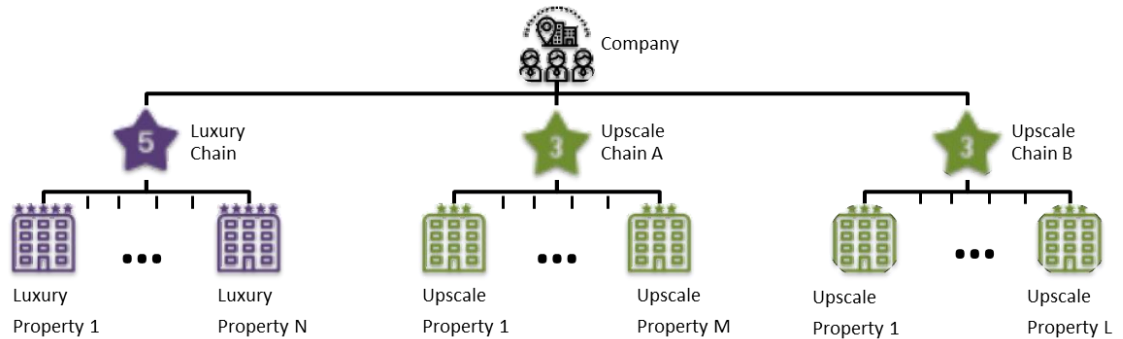 Company
5
Luxury
Chain
3
Upscale
Chain A
3
Upscale
Chain B
Luxury
Property 1
Luxury
Property N
Upscale
Property 1
Upscale
Property M
Upscale
Property 1
Upscale
Property L